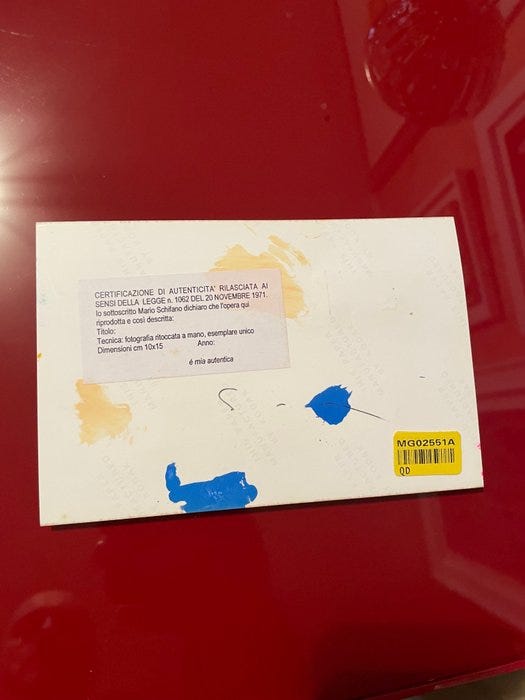 CERTIFICAZIONE DI AUTENTICITA' RILASCIATA AI
SENSI DELLA LEGGE n. 1062 DEL 20 NOVEMBRE 1971.
Io sottoscritto Mario Schifano dichiaro che l'opera qui
riprodotta e così descritta:
Titolo:
Tecnica: fotografia ritoccata a mano, esemplare unico
Dimensioni cm 10x15 Anno:
é mia autentica
MG02551A
QD